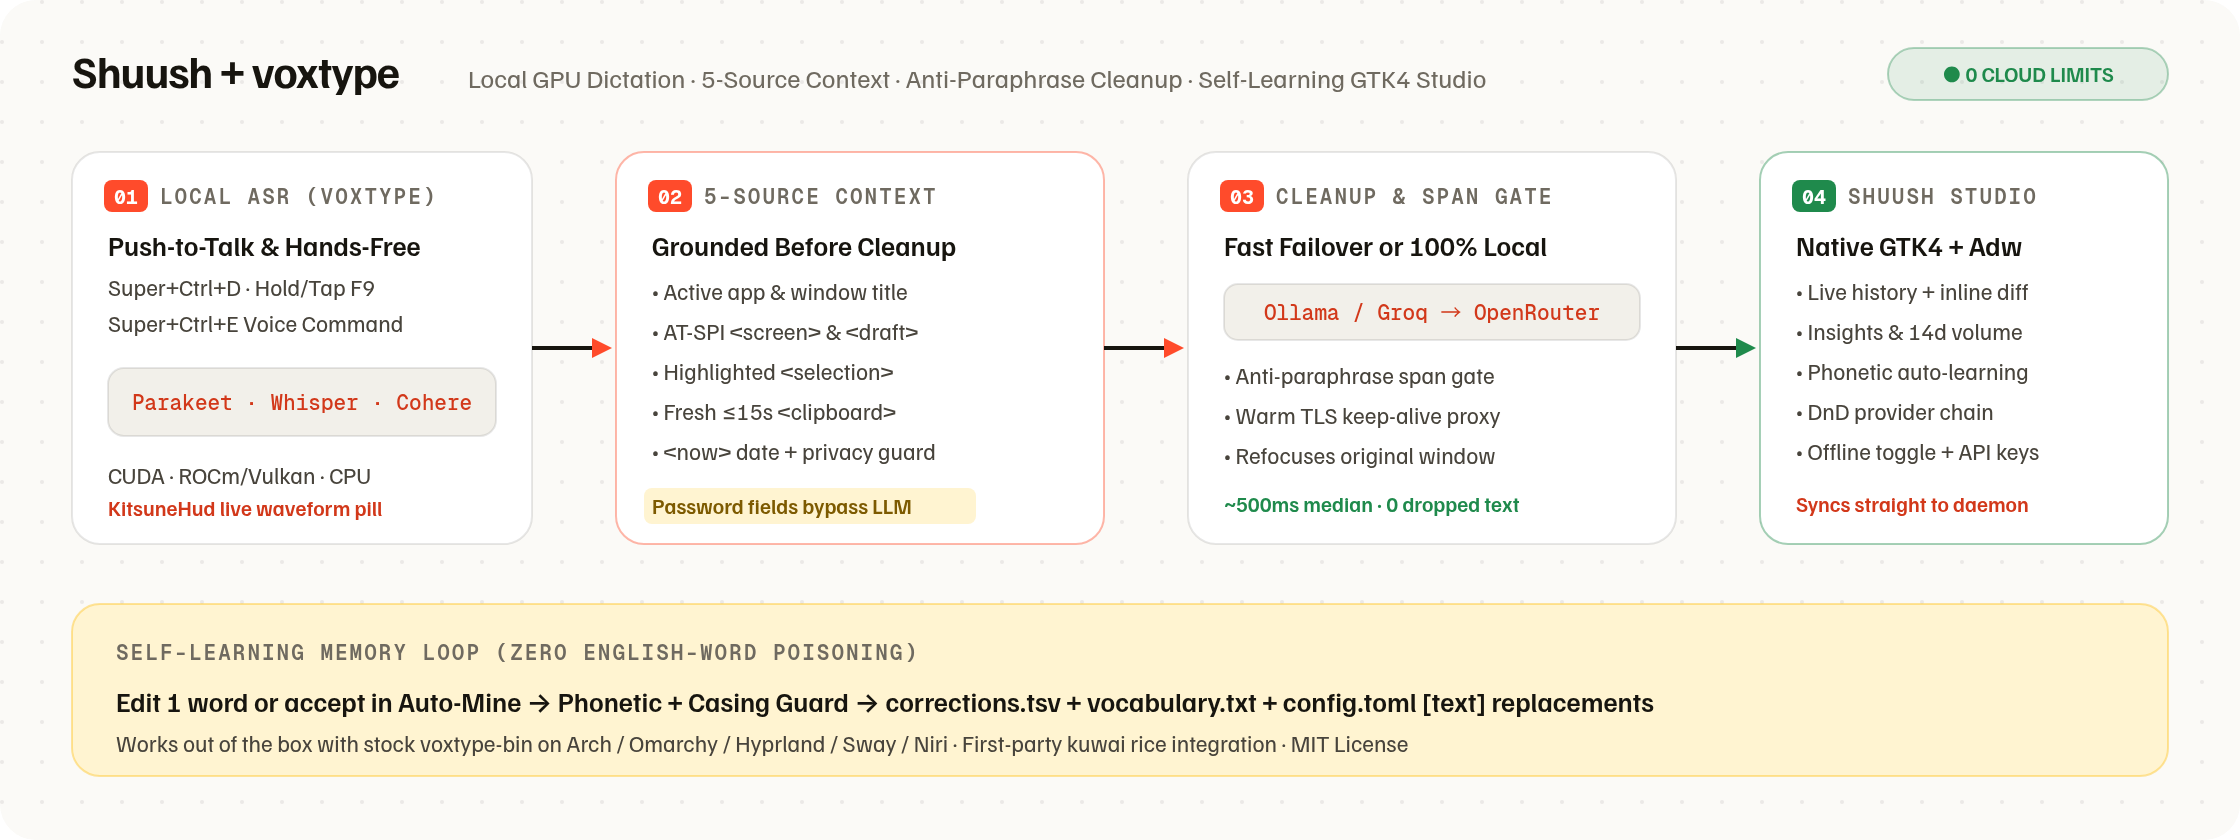 Shuush + voxtype
Local GPU Dictation · 5-Source Context · Anti-Paraphrase Cleanup · Self-Learning GTK4 Studio
● 0 CLOUD LIMITS
01 LOCAL ASR (VOXTYPE)
Push-to-Talk & Hands-Free
Super+Ctrl+D · Hold/Tap F9
Super+Ctrl+E Voice Command
Parakeet · Whisper · Cohere
CUDA · ROCm/Vulkan · CPU
KitsuneHud live waveform pill
02 5-SOURCE CONTEXT
Grounded Before Cleanup
• Active app & window title
• AT-SPI <screen> & <draft>
• Highlighted <selection>
• Fresh ≤15s <clipboard>
• <now> date + privacy guard
Password fields bypass LLM
03 CLEANUP & SPAN GATE
Fast Failover or 100% Local
Ollama / Groq → OpenRouter
• Anti-paraphrase span gate
• Warm TLS keep-alive proxy
• Refocuses original window
~500ms median · 0 dropped text
04 SHUUSH STUDIO
Native GTK4 + Adw
• Live history + inline diff
• Insights & 14d volume
• Phonetic auto-learning
• DnD provider chain
• Offline toggle + API keys
Syncs straight to daemon
SELF-LEARNING MEMORY LOOP (ZERO ENGLISH-WORD POISONING)
Edit 1 word or accept in Auto-Mine → Phonetic + Casing Guard → corrections.tsv + vocabulary.txt + config.toml [text] replacements
Works out of the box with stock voxtype-bin on Arch / Omarchy / Hyprland / Sway / Niri · First-party kuwai rice integration · MIT License